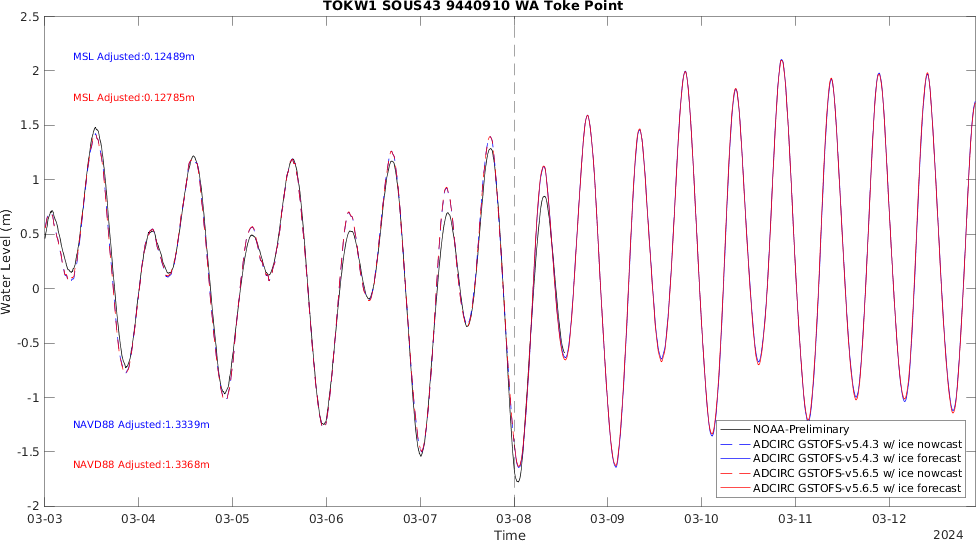 TOKW1 SOUS43 9440910 WA Toke Point
2.5
2
1.5
1
0.5
0
-0.5
-1
-1.5
-2
Water Level (m)
MSL Adjusted:0.12489m
MSL Adjusted:0.12785m
NAVD88 Adjusted:1.3339m
NAVD88 Adjusted:1.3368m
NOAA-Preliminary
ADCIRC GSTOFS-v5.4.3 w/ ice nowcast
ADCIRC GSTOFS-v5.4.3 w/ ice forecast
ADCIRC GSTOFS-v5.6.5 w/ ice nowcast
ADCIRC GSTOFS-v5.6.5 w/ ice forecast
03-03 03-04 03-05 03-06 03-07 03-08 03-09 03-10 03-11 03-12
Time
2024